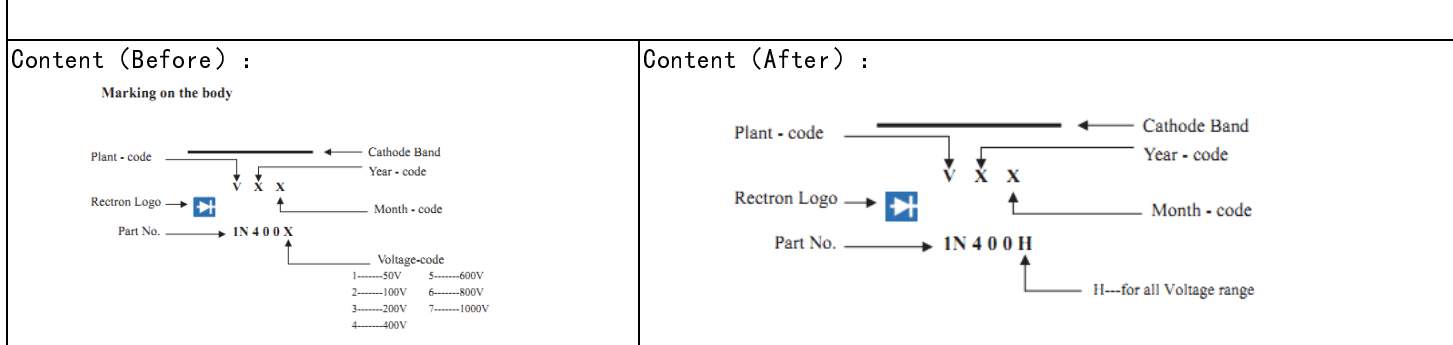 Content (Before) :
Marking on the body
Plant - code
Cathode Band
Year - code
V X X
Rectron Logo
Month - code
Part No.
1N 4 0 0 X
Voltage-code
1-------50V 5-------600V
2-------100V 6-------800V
3-------200V 7-------1000V
4-------400V
Content (After) :
Plant - code
Cathode Band
Year - code
V X X
Rectron Logo
Month - code
Part No.
1N 4 0 0 H
H---for all Voltage range